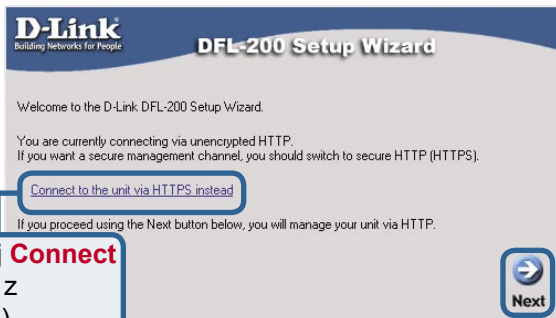 D-Link
Building Networks for People
DFL-200 Setup Wizard
Welcome to the D-Link DFL-200 Setup Wizard.
You are currently connecting via unencrypted HTTP.
If you want a secure management channel, you should switch to secure HTTP (HTTPS).
Connect to the unit via HTTPS instead
If you proceed using the Next button below, you will manage your unit via HTTP.
Connect
z
Next